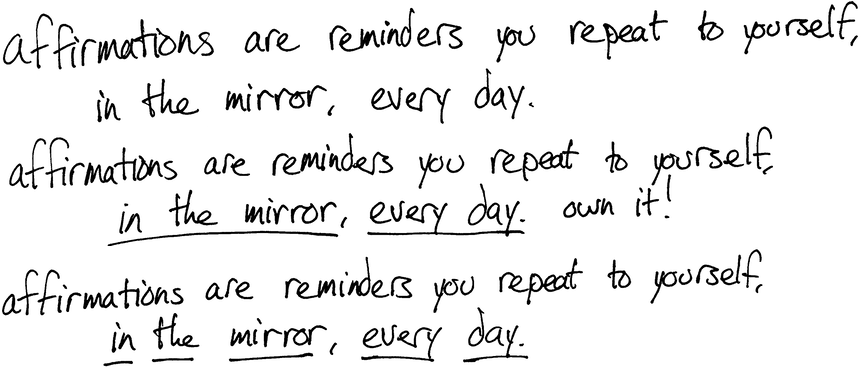 affirmations are reminders you repeat to yourself,
in the mirror, every day.
affirmations are reminders you repeat to yourself,
in the mirror, every day. own it!
affirmations are reminders you repeat to yourself,
in the mirror, every day.